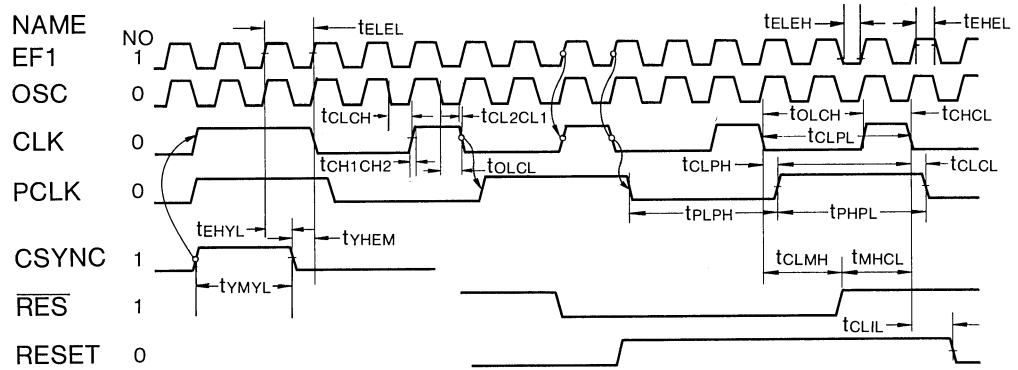 NAME NO tELEL tELEH tEHEL
EF1 1
OSC 0
tCLCH tCL2CL1 tOLCH tCHCL
CLK 0 tCLPL
tCH1CH2 tOLCL tCLPH tCLCL
PCLK 0
tPLPH tPHPL
tEHYL tYHEM
CSYNC 1
tYMYL tCLMH tMHCL
RES 1
tCLIL
RESET 0